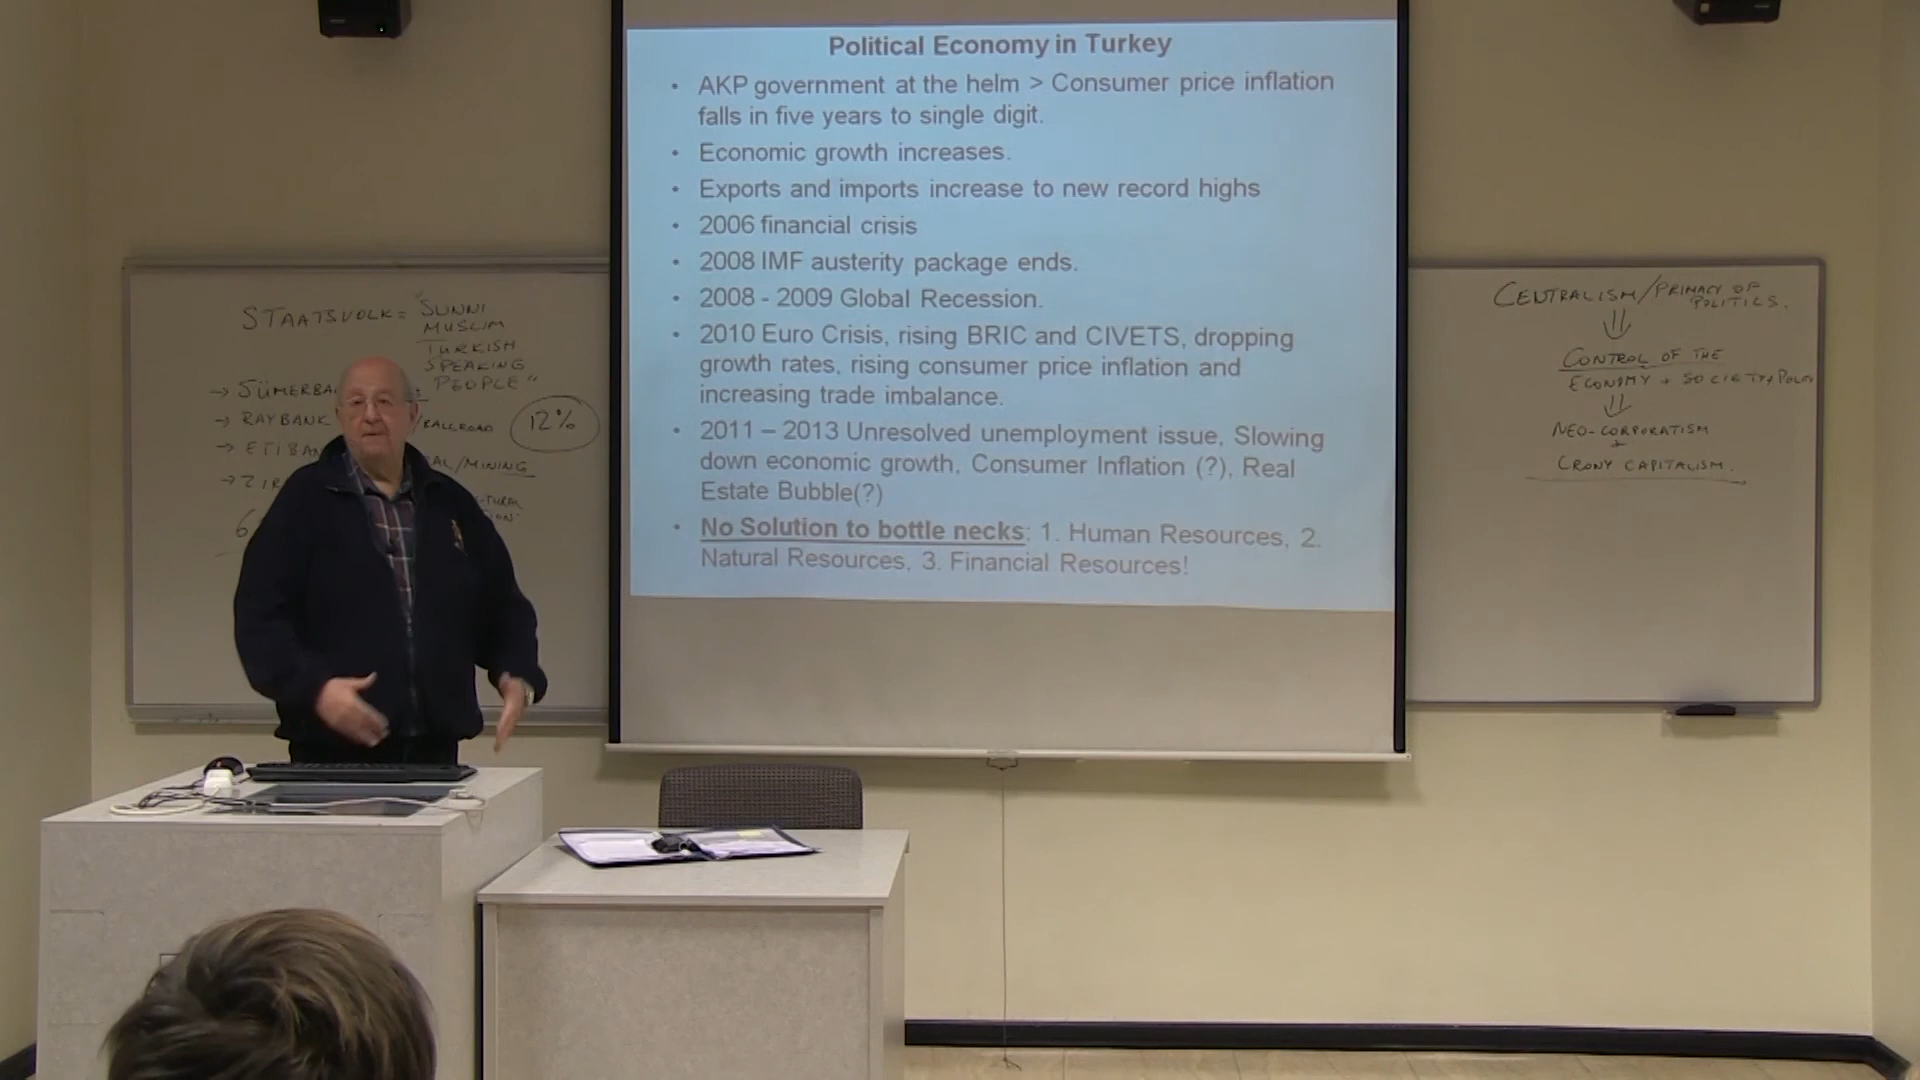 Political Economy in Turkey
• AKP government at the helm > Consumer price inflation
falls in five years to single digit.
• Economic growth increases.
• Exports and imports increase to new record highs
• 2006 financial crisis
• 2008 IMF austerity package ends.
• 2008 - 2009 Global Recession.
• 2010 Euro Crisis, rising BRIC and CIVETS, dropping
growth rates, rising consumer price inflation and
increasing trade imbalance.
• 2011 – 2013 Unresolved unemployment issue, Slowing
down economic growth, Consumer Inflation (?), Real
Estate Bubble(?)
• No Solution to bottle necks: 1. Human Resources, 2.
Natural Resources, 3. Financial Resources!
STAATSVOLK = "SUNNI
MUSLIM
TURKISH
SPEAKING
PEOPLE"
→ SÜMERBA
→ RAYBANK /RAILROAD
12%
→ ETIBAN AL/MINING
→ ZIR
CENTRALISM/PRIMACY OF
POLITICS.
⇓
CONTROL OF THE
ECONOMY + SOCIETY +
⇓
NEO-CORPORATISM
+
CRONY CAPITALISM.